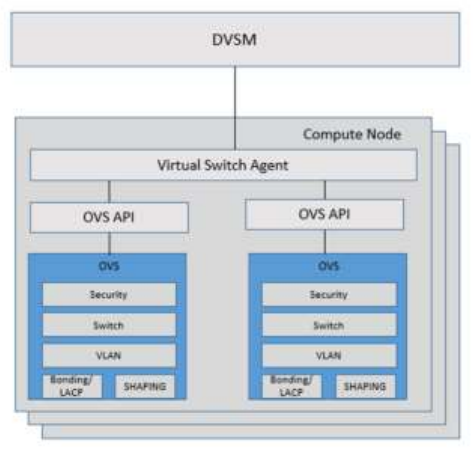 DVSM
Compute Node
Virtual Switch Agent
OVS API
OVS API
OVS
Security
Switch
VLAN
Bonding/
LACP
SHAPING
OVS
Security
Switch
VLAN
Bonding/
LACP
SHAPING